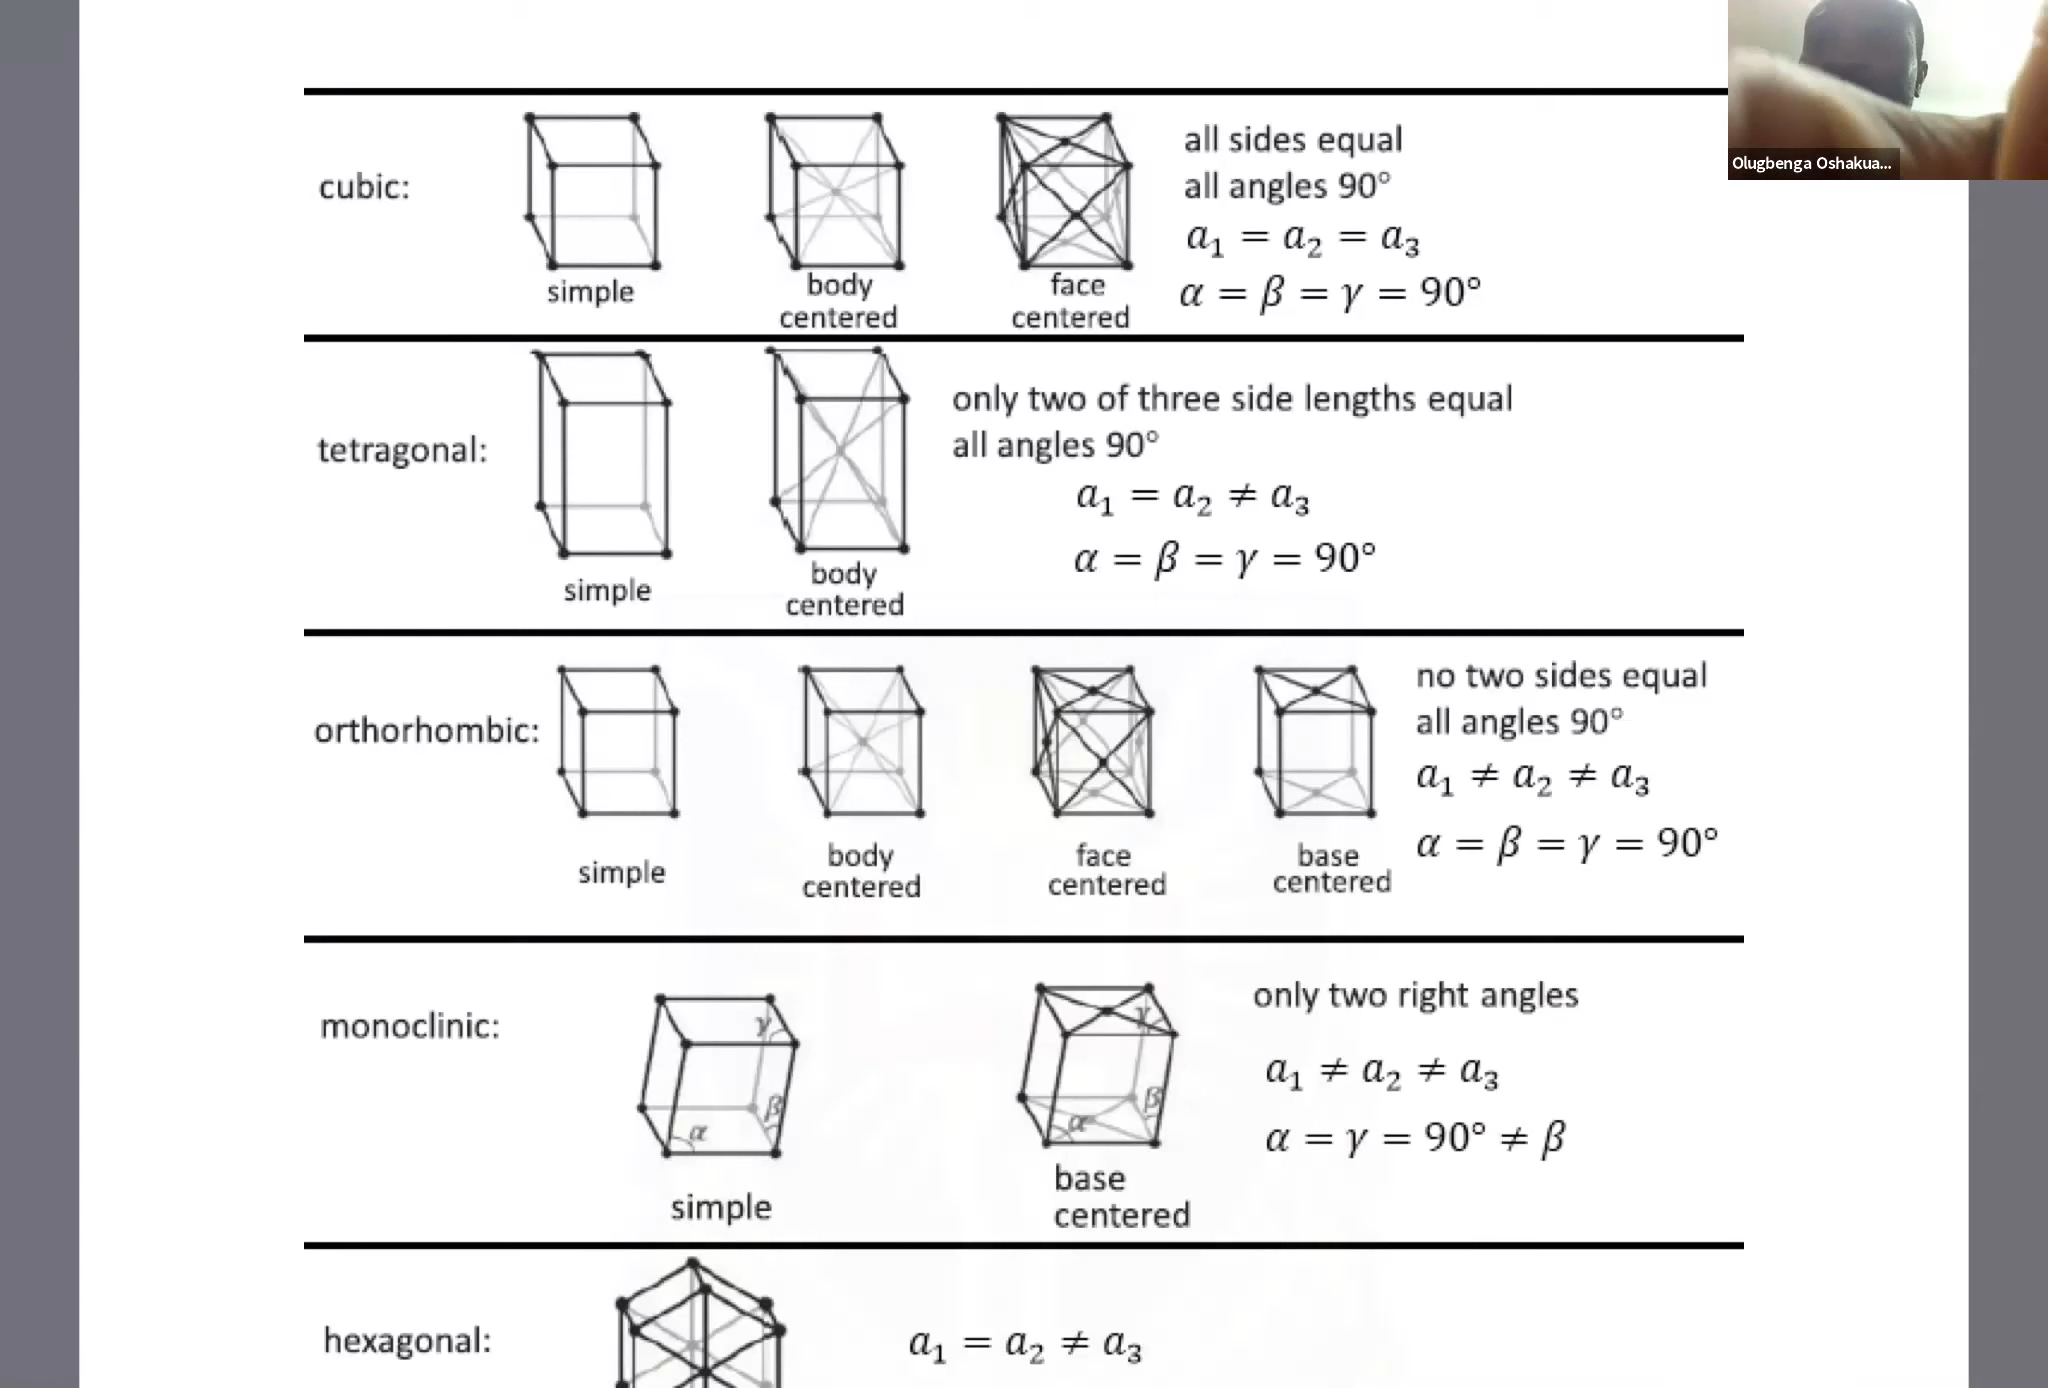 Olugbenga Oshakua...
cubic:
simple
body
centered
face
centered
all sides equal
all angles 90°
a₁ = a₂ = a₃
α = β = γ = 90°
tetragonal:
simple
body
centered
only two of three side lengths equal
all angles 90°
a₁ = a₂ ≠ a₃
α = β = γ = 90°
orthorhombic:
simple
body
centered
face
centered
base
centered
no two sides equal
all angles 90°
a₁ ≠ a₂ ≠ a₃
α = β = γ = 90°
monoclinic:
γ
β
α
simple
γ
β
α
base
centered
only two right angles
a₁ ≠ a₂ ≠ a₃
α = γ = 90° ≠ β
hexagonal:
a₁ = a₂ ≠ a₃